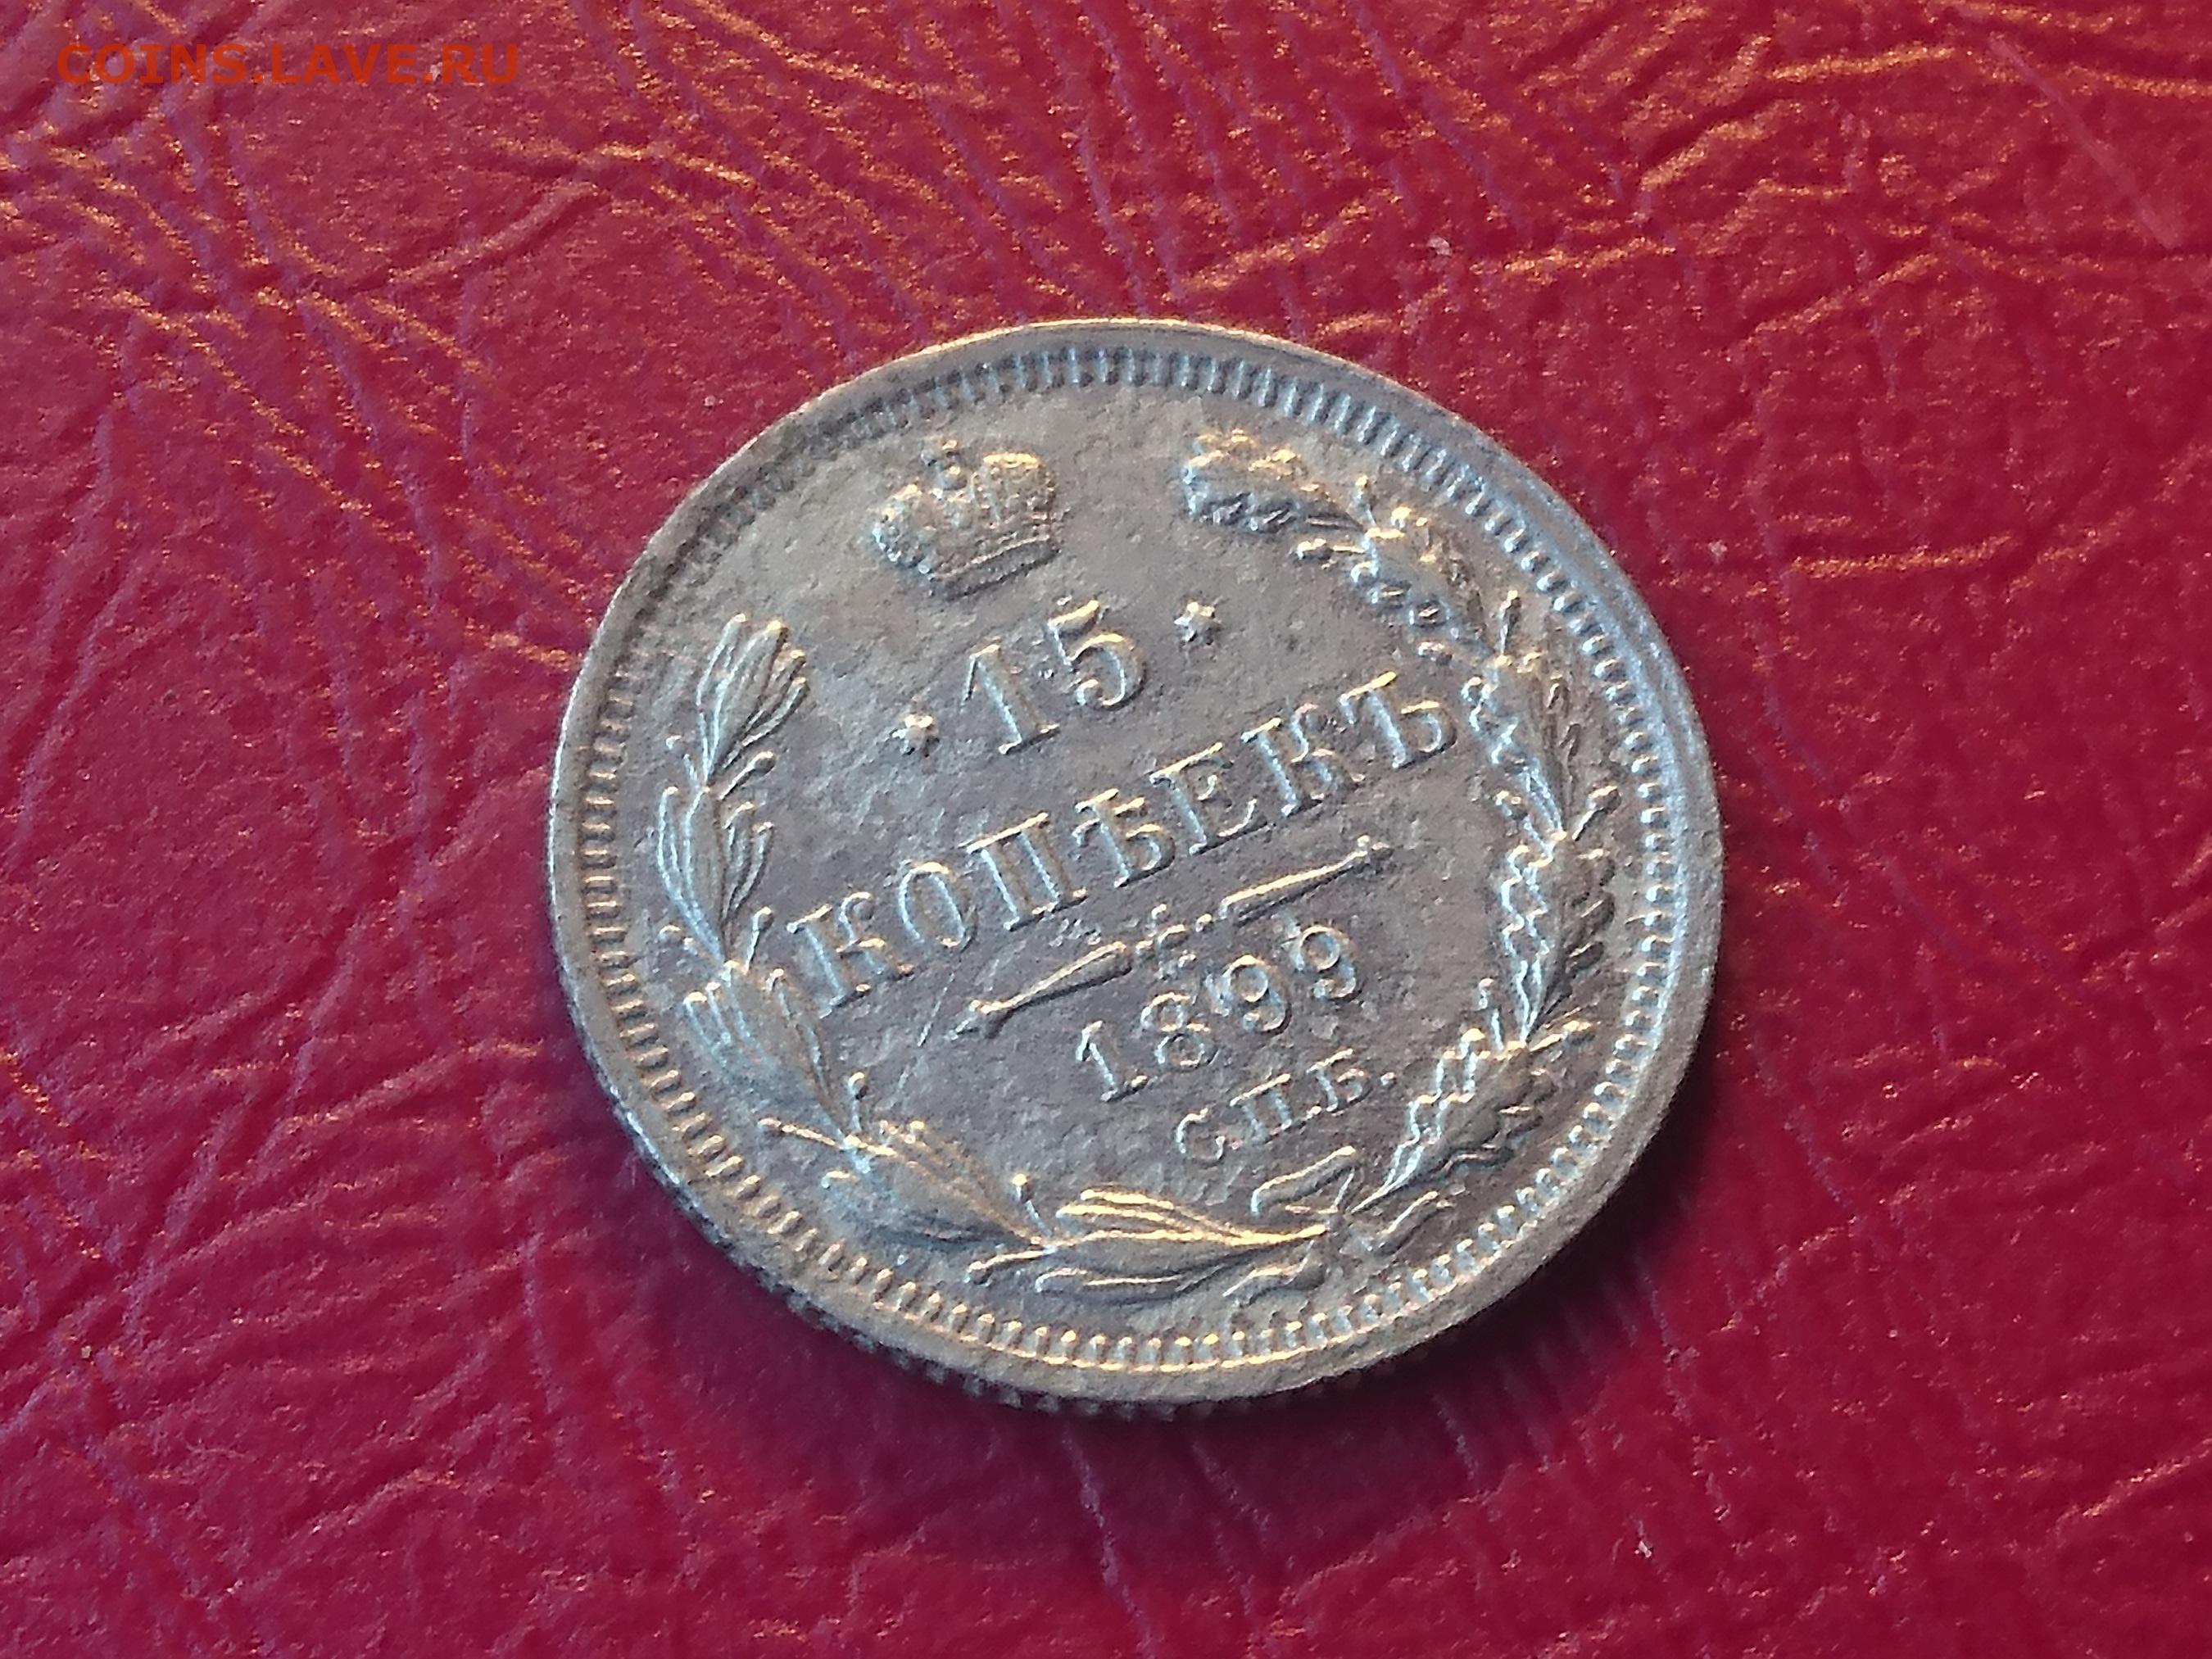 COINS.LAVE.RU
* 15 *
КОПѢЕКЪ
1899
С.П.Б.